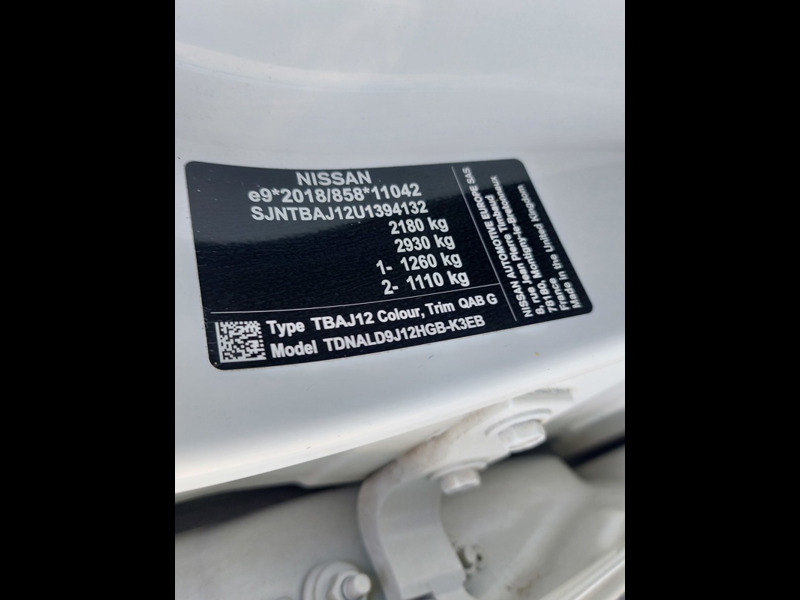 NISSAN
e9*2018/858*11042
SJNTBAJ12U1394132
2180 kg
2930 kg
1- 1260 kg
2- 1110 kg
Type TBAJ12 Colour, Trim QAB G
Model TDNALD9J12HGB-K3EB
NISSAN AUTOMOTIVE EUROPE SAS
8, rue Jean Pierre Timbaud
78180, Montigny-le-Bretonneux
France
Made in the United Kingdom